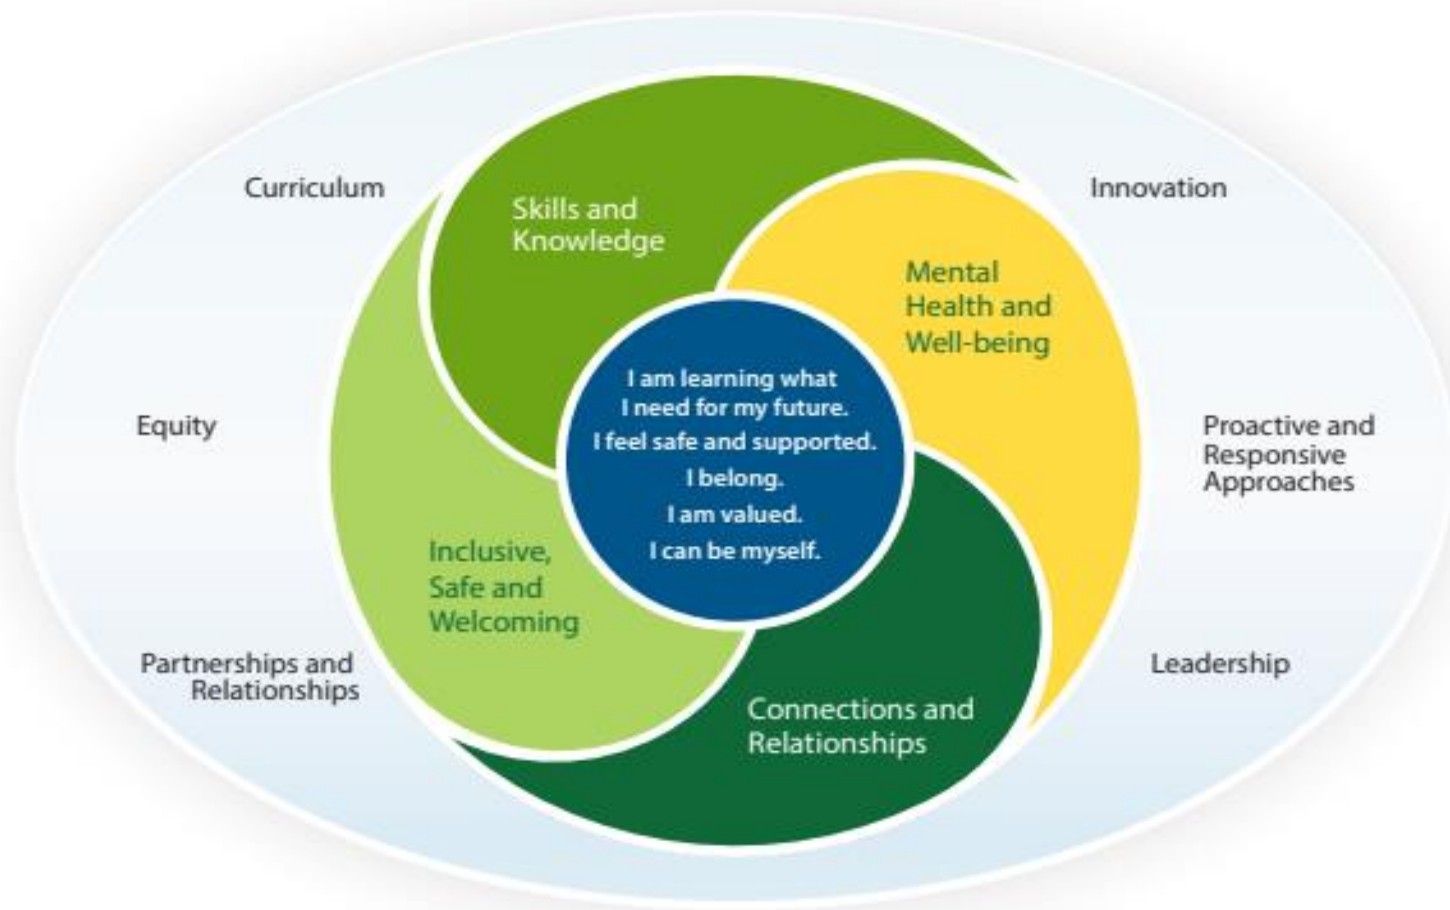 Curriculum
Innovation
Skills and
Knowledge
Mental
Health and
Well-being
I am learning what
I need for my future.
I feel safe and supported.
I belong.
I am valued.
I can be myself.
Equity
Proactive and
Responsive
Approaches
Inclusive,
Safe and
Welcoming
Partnerships and
Relationships
Leadership
Connections and
Relationships